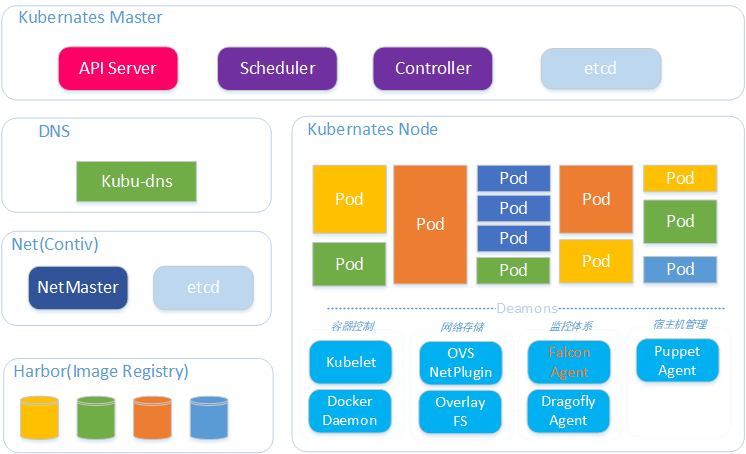 Kubernates Master
API Server
Scheduler
Controller
etcd
DNS
Kubu-dns
Net(Contiv)
NetMaster
etcd
Harbor(Image Registry)
Kubernates Node
Pod
Pod
Pod
Pod
Pod
Pod
Pod
Pod
Pod
Pod
Pod
Pod
Deamons
容器控制
网络存储
监控体系
宿主机管理
Kubelet
OVS
NetPlugin
Falcon
Agent
Puppet
Agent
Docker
Daemon
Overlay
FS
Dragofly
Agent